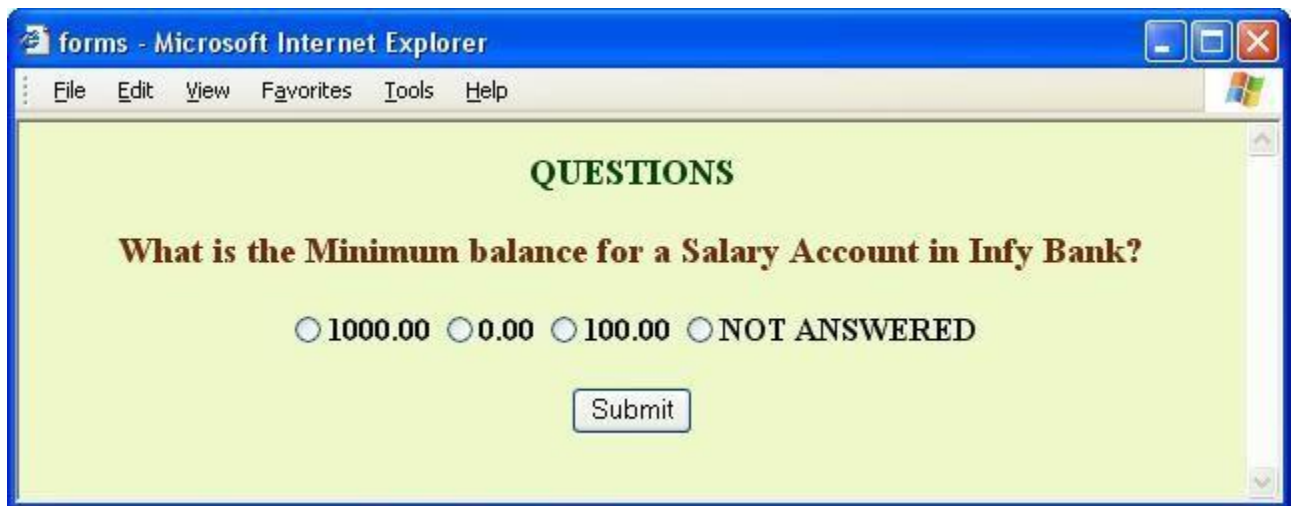 forms - Microsoft Internet Explorer
File Edit View Favorites Tools Help
QUESTIONS
What is the Minimum balance for a Salary Account in Infy Bank?
1000.00 0.00 100.00 NOT ANSWERED
Submit